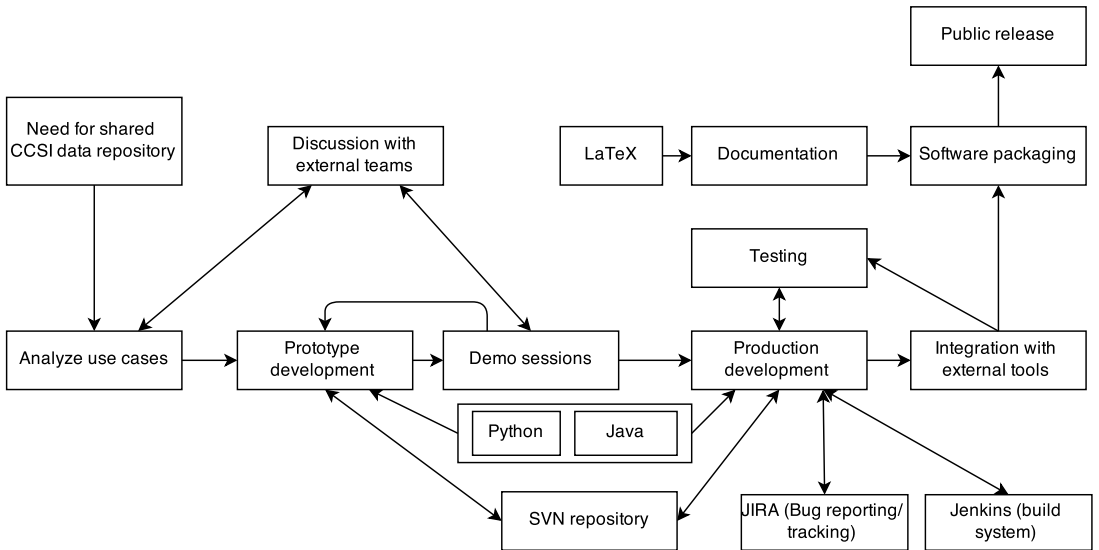 Public release
Need for shared
CCSI data repository
Discussion with
external teams
LaTeX
Documentation
Software packaging
Testing
Analyze use cases
Prototype
development
Demo sessions
Production
development
Integration with
external tools
Python
Java
SVN repository
JIRA (Bug reporting/
tracking)
Jenkins (build
system)